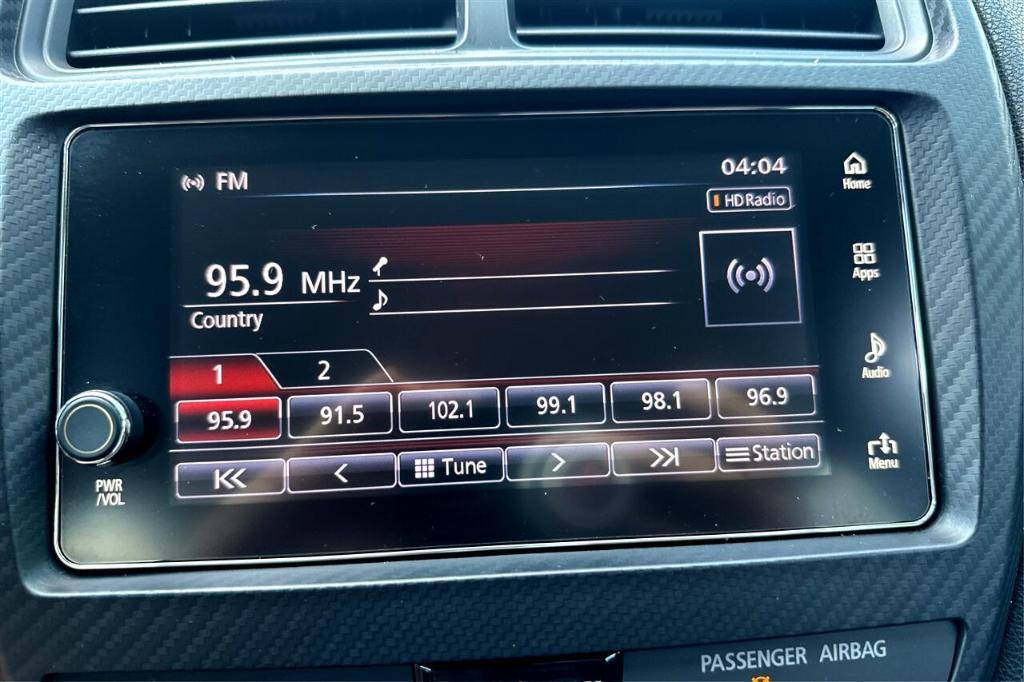 FM
04:04
HD Radio
Home
95.9 MHz
Country
Apps
1 2
Audio
95.9 91.5 102.1 99.1 98.1 96.9
Tune Station
Menu
PWR
/VOL
PASSENGER AIRBAG